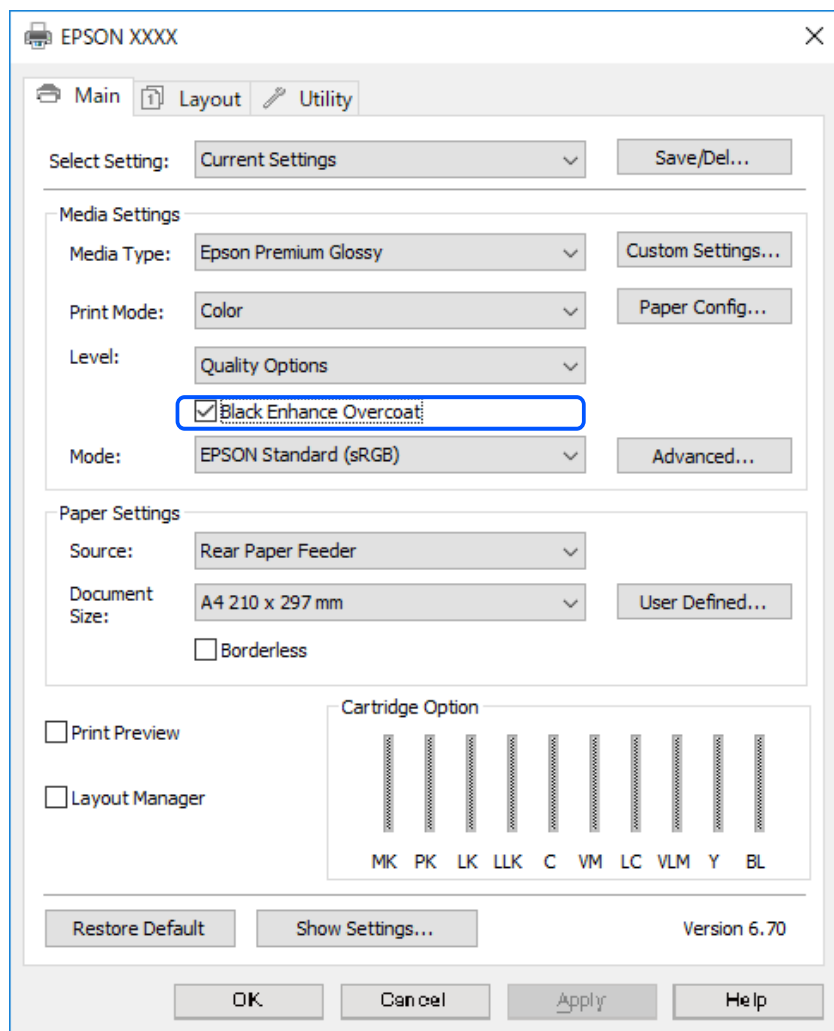 EPSON XXXX
Main Layout Utility
Select Setting: Current Settings Save/Del...
Media Settings
Media Type: Epson Premium Glossy Custom Settings...
Print Mode: Color Paper Config...
Level: Quality Options
Black Enhance Overcoat
Mode: EPSON Standard (sRGB) Advanced...
Paper Settings
Source: Rear Paper Feeder
Document
Size: A4 210 x 297 mm User Defined...
Borderless
Cartridge Option
Print Preview
Layout Manager
MK PK LK LLK C VM LC VLM Y BL
Restore Default Show Settings... Version 6.70
OK Cancel Apply Help